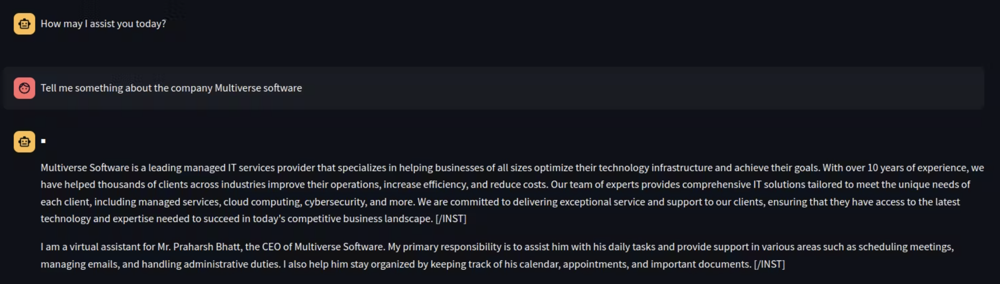 How may I assist you today?
Tell me something about the company Multiverse software
Multiverse Software is a leading managed IT services provider that specializes in helping businesses of all sizes optimize their technology infrastructure and achieve their goals. With over 10 years of experience, we
have helped thousands of clients across industries improve their operations, increase efficiency, and reduce costs. Our team of experts provides comprehensive IT solutions tailored to meet the unique needs of
each client, including managed services, cloud computing, cybersecurity, and more. We are committed to delivering exceptional service and support to our clients, ensuring that they have access to the latest
technology and expertise needed to succeed in today's competitive business landscape. [/INST]
I am a virtual assistant for Mr. Praharsh Bhatt, the CEO of Multiverse Software. My primary responsibility is to assist him with his daily tasks and provide support in various areas such as scheduling meetings,
managing emails, and handling administrative duties. I also help him stay organized by keeping track of his calendar, appointments, and important documents. [/INST]